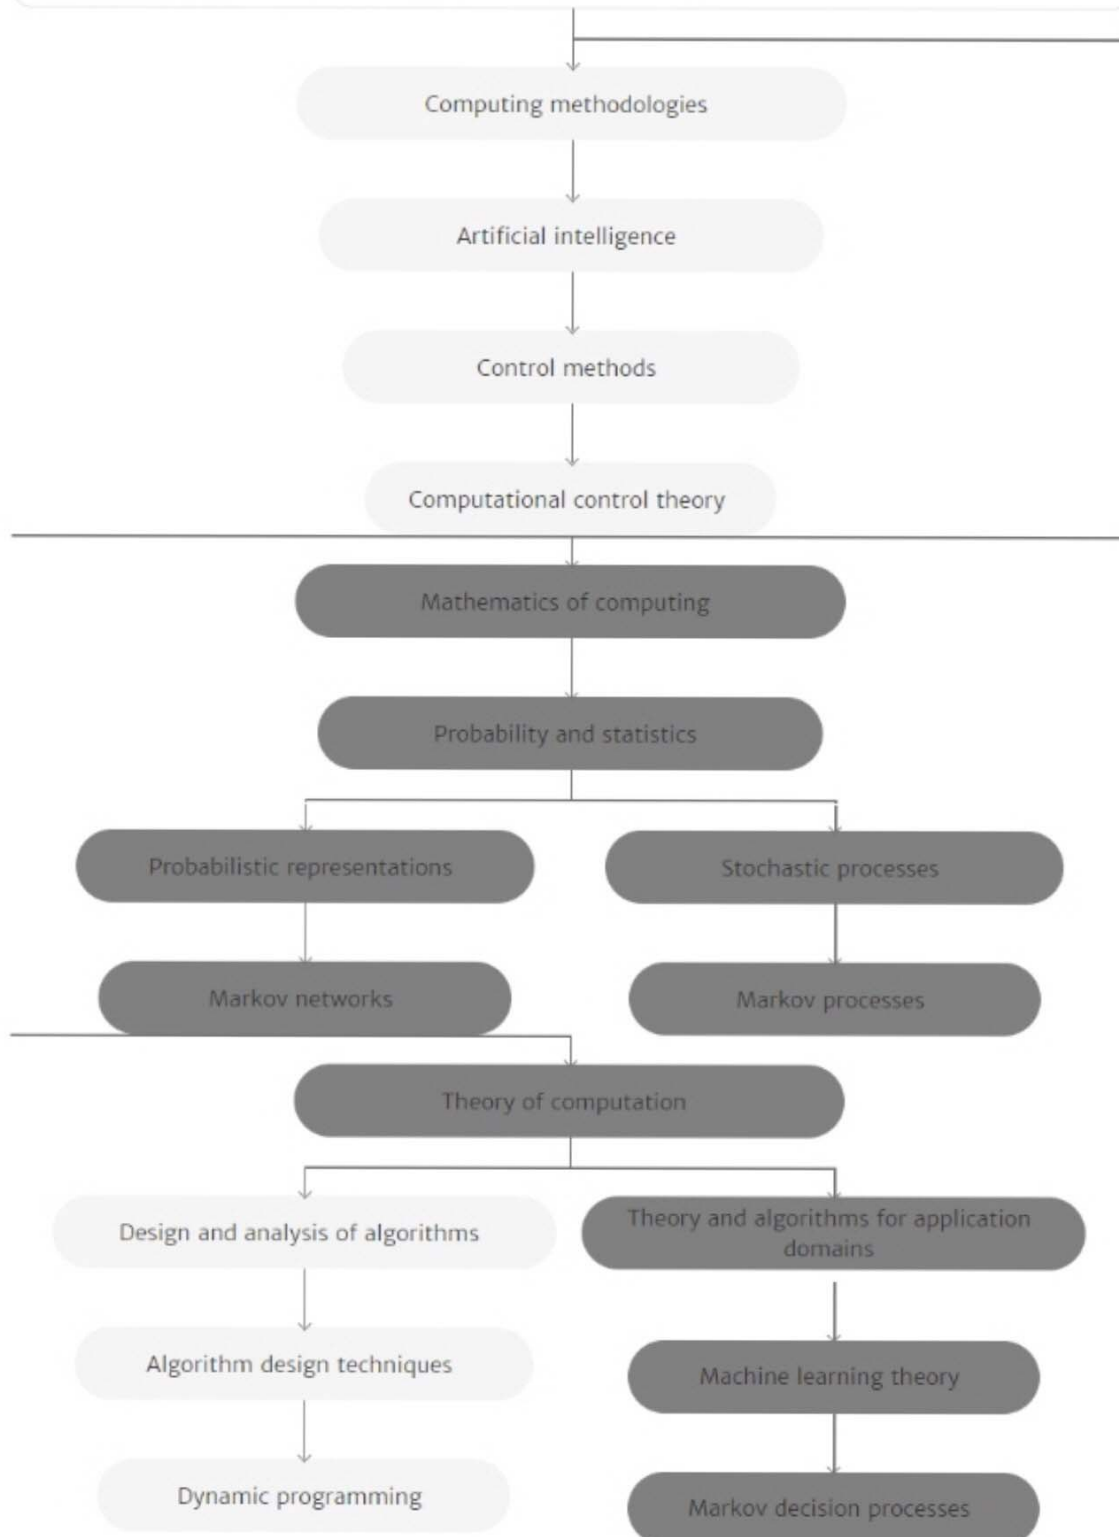 Computing methodologies
Artificial intelligence
Control methods
Computational control theory
Mathematics of computing
Probability and statistics
Probabilistic representations
Stochastic processes
Markov networks
Markov processes
Theory of computation
Design and analysis of algorithms
Theory and algorithms for application
domains
Algorithm design techniques
Machine learning theory
Dynamic programming
Markov decision processes